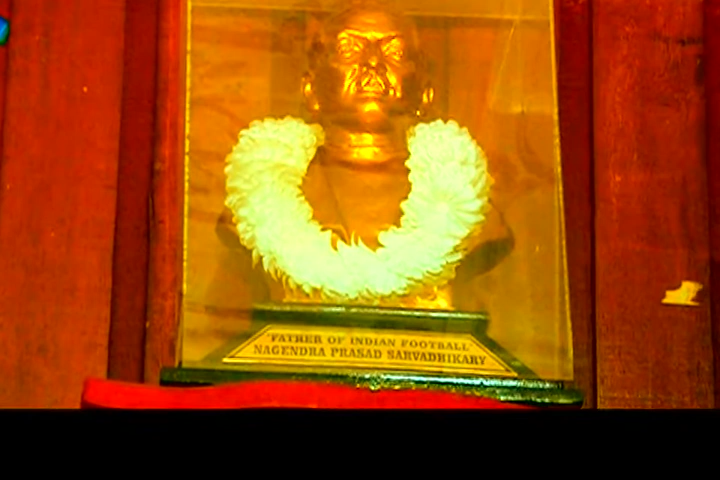 "FATHER OF INDIAN FOOTBALL"
NAGENDRA PRASAD SARVADHIKARY